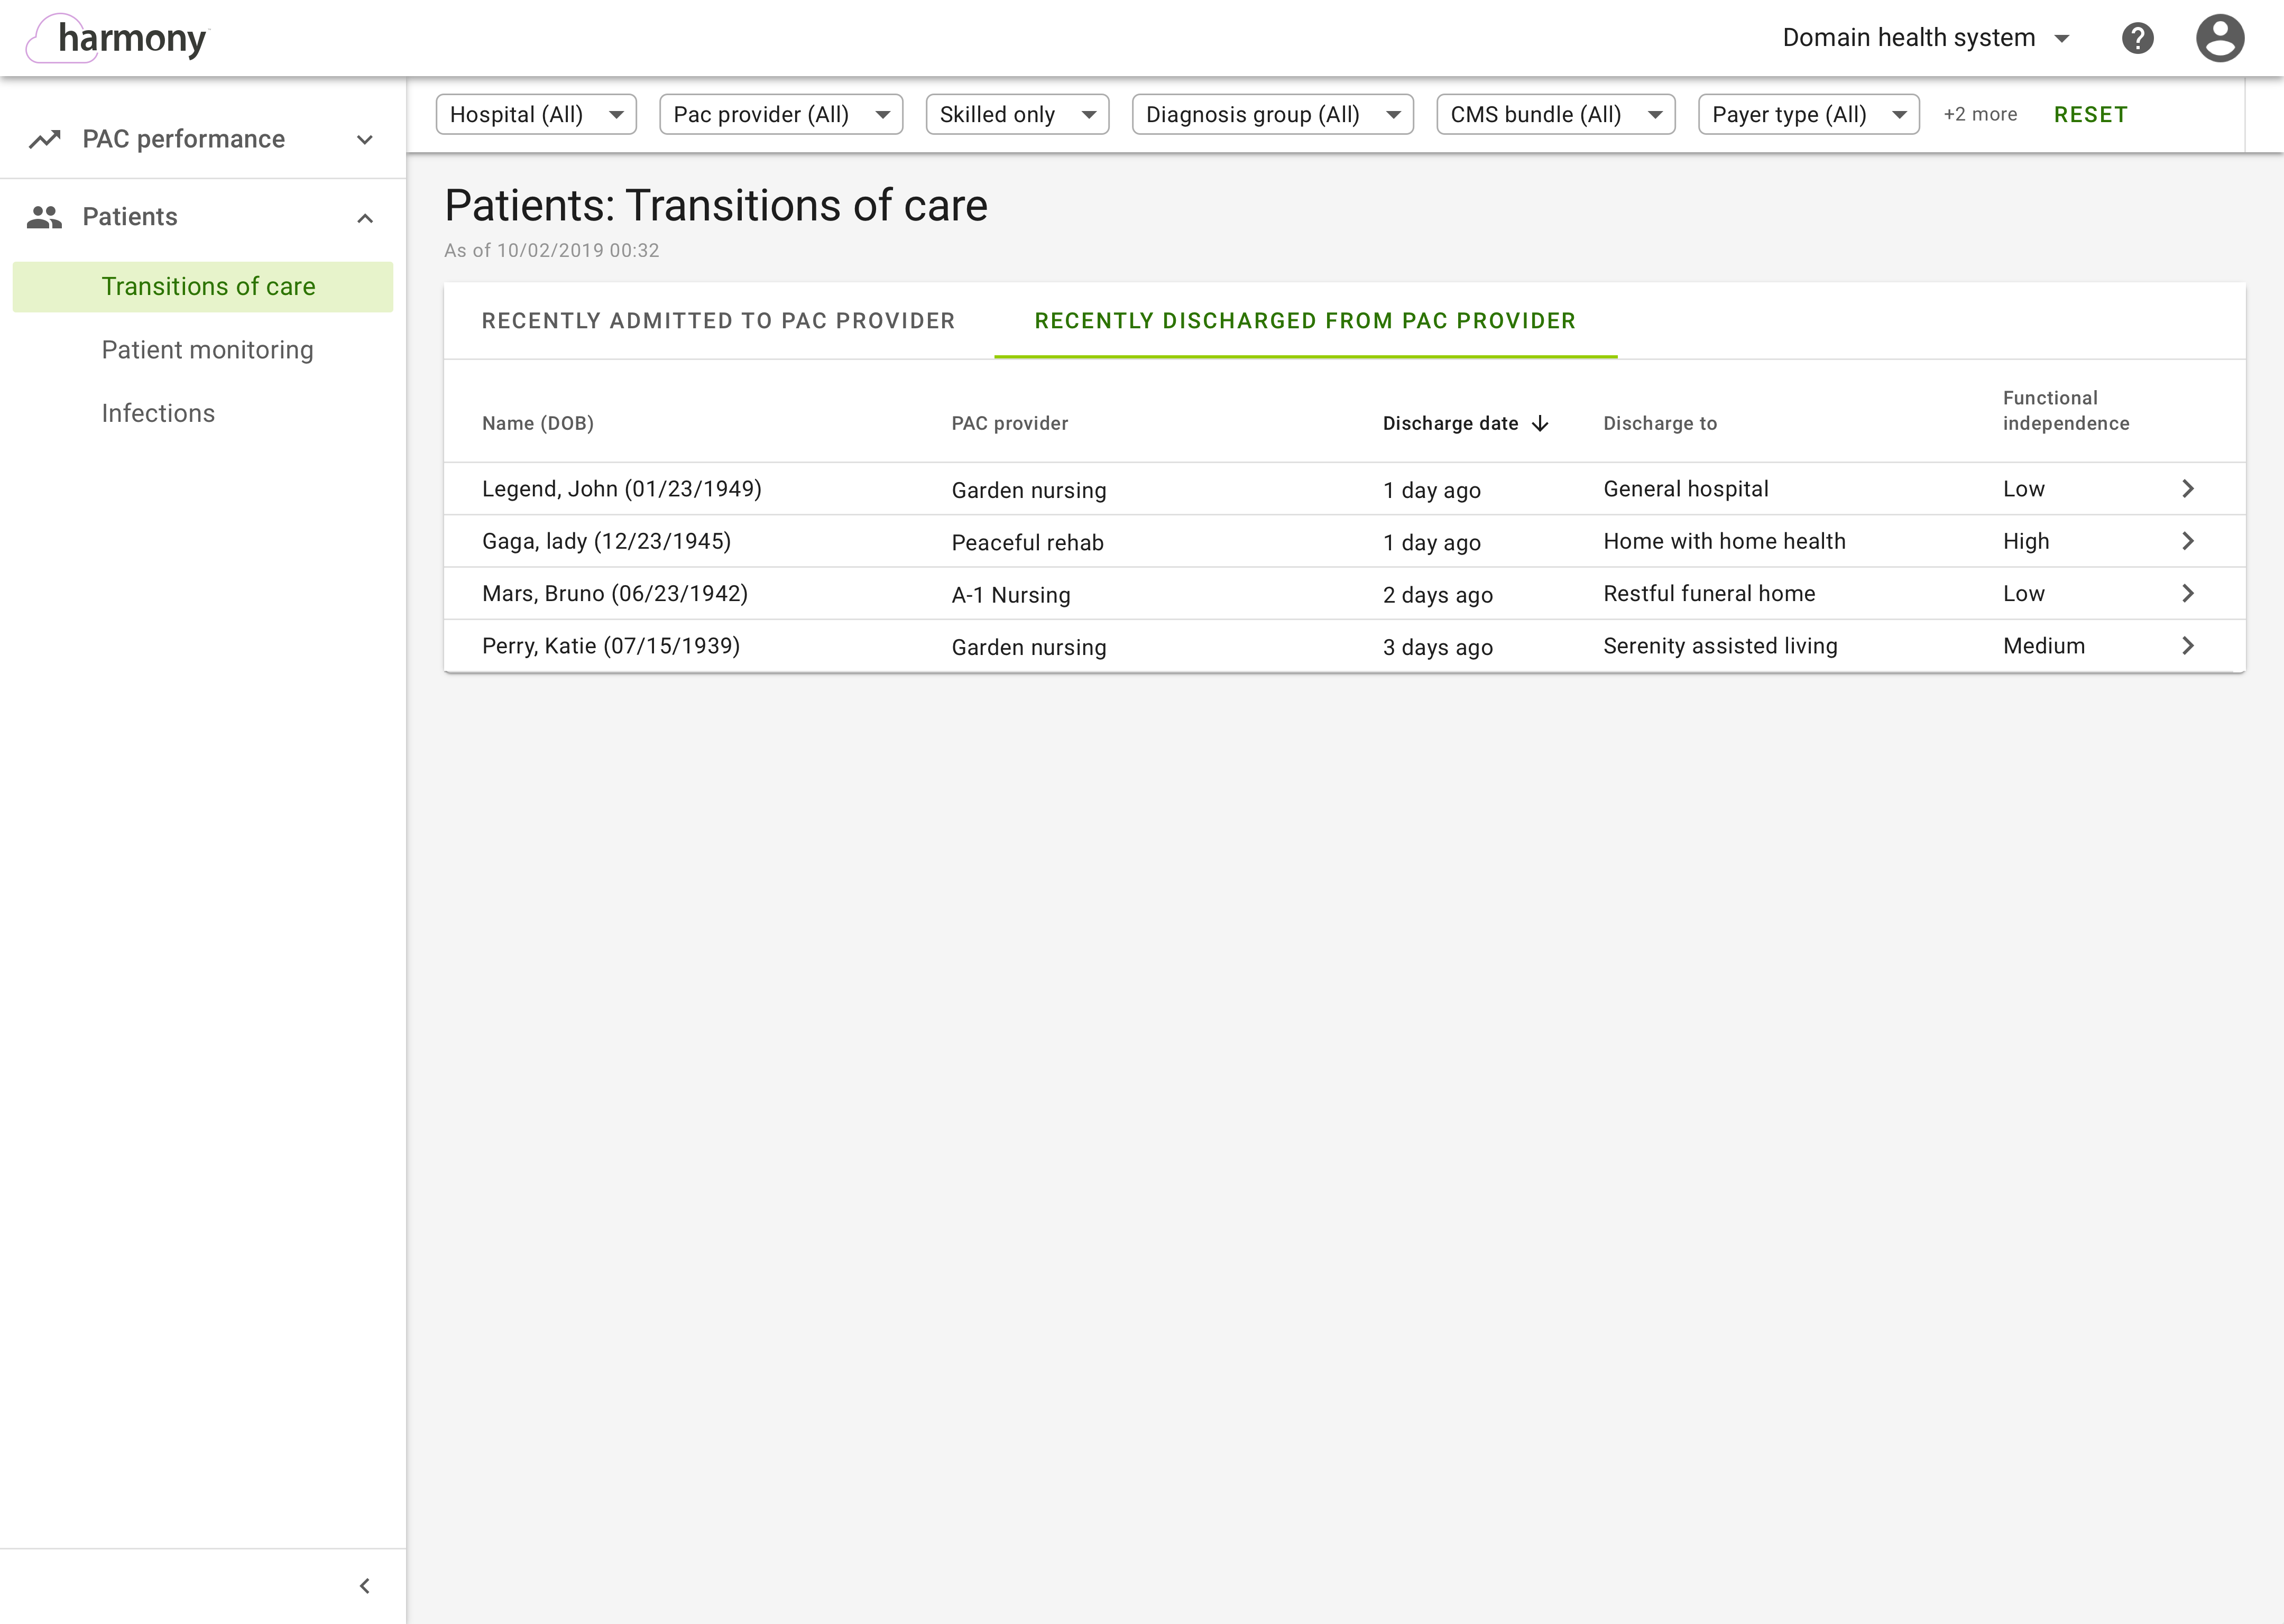 harmony
Domain health system
Hospital (All)
Pac provider (All)
Skilled only
Diagnosis group (All)
CMS bundle (All)
Payer type (All)
+2 more
RESET
PAC performance
Patients
Transitions of care
Patient monitoring
Infections
Patients: Transitions of care
As of 10/02/2019 00:32
RECENTLY ADMITTED TO PAC PROVIDER
RECENTLY DISCHARGED FROM PAC PROVIDER
Name (DOB)
PAC provider
Discharge date
Discharge to
Functional
independence
Legend, John (01/23/1949)
Garden nursing
1 day ago
General hospital
Low
Gaga, lady (12/23/1945)
Peaceful rehab
1 day ago
Home with home health
High
Mars, Bruno (06/23/1942)
A-1 Nursing
2 days ago
Restful funeral home
Low
Perry, Katie (07/15/1939)
Garden nursing
3 days ago
Serenity assisted living
Medium